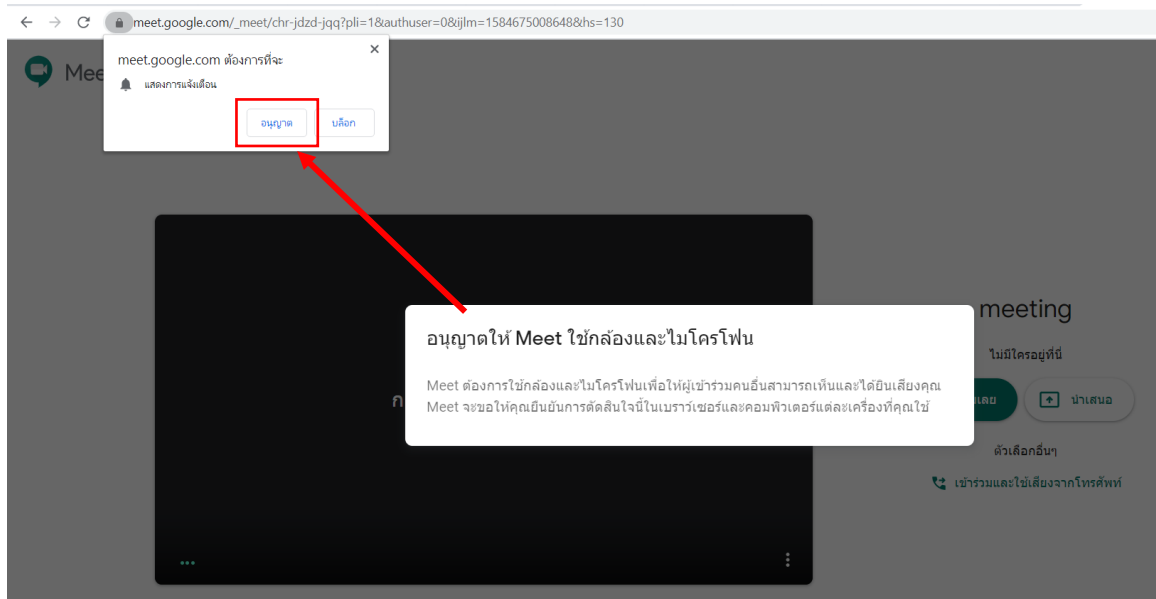 meet.google.com/_meet/chr-jdzd-jqq?pli=1&authuser=0&ijlm=1584675008648&hs=130
meet.google.com ต้องการที่จะ
แสดงการแจ้งเตือน
อนุญาต
บล็อก
อนุญาตให้ Meet ใช้กล้องและไมโครโฟน
Meet ต้องการใช้กล้องและไมโครโฟนเพื่อให้ผู้เข้าร่วมคนอื่นสามารถเห็นและได้ยินเสียงคุณ
Meet จะขอให้คุณยืนยันการตัดสินใจนี้ในเบราว์เซอร์และคอมพิวเตอร์แต่ละเครื่องที่คุณใช้
meeting
ไม่มีใครอยู่ที่นี่
นำเสนอ
ตัวเลือกอื่นๆ
เข้าร่วมและใช้เสียงจากโทรศัพท์